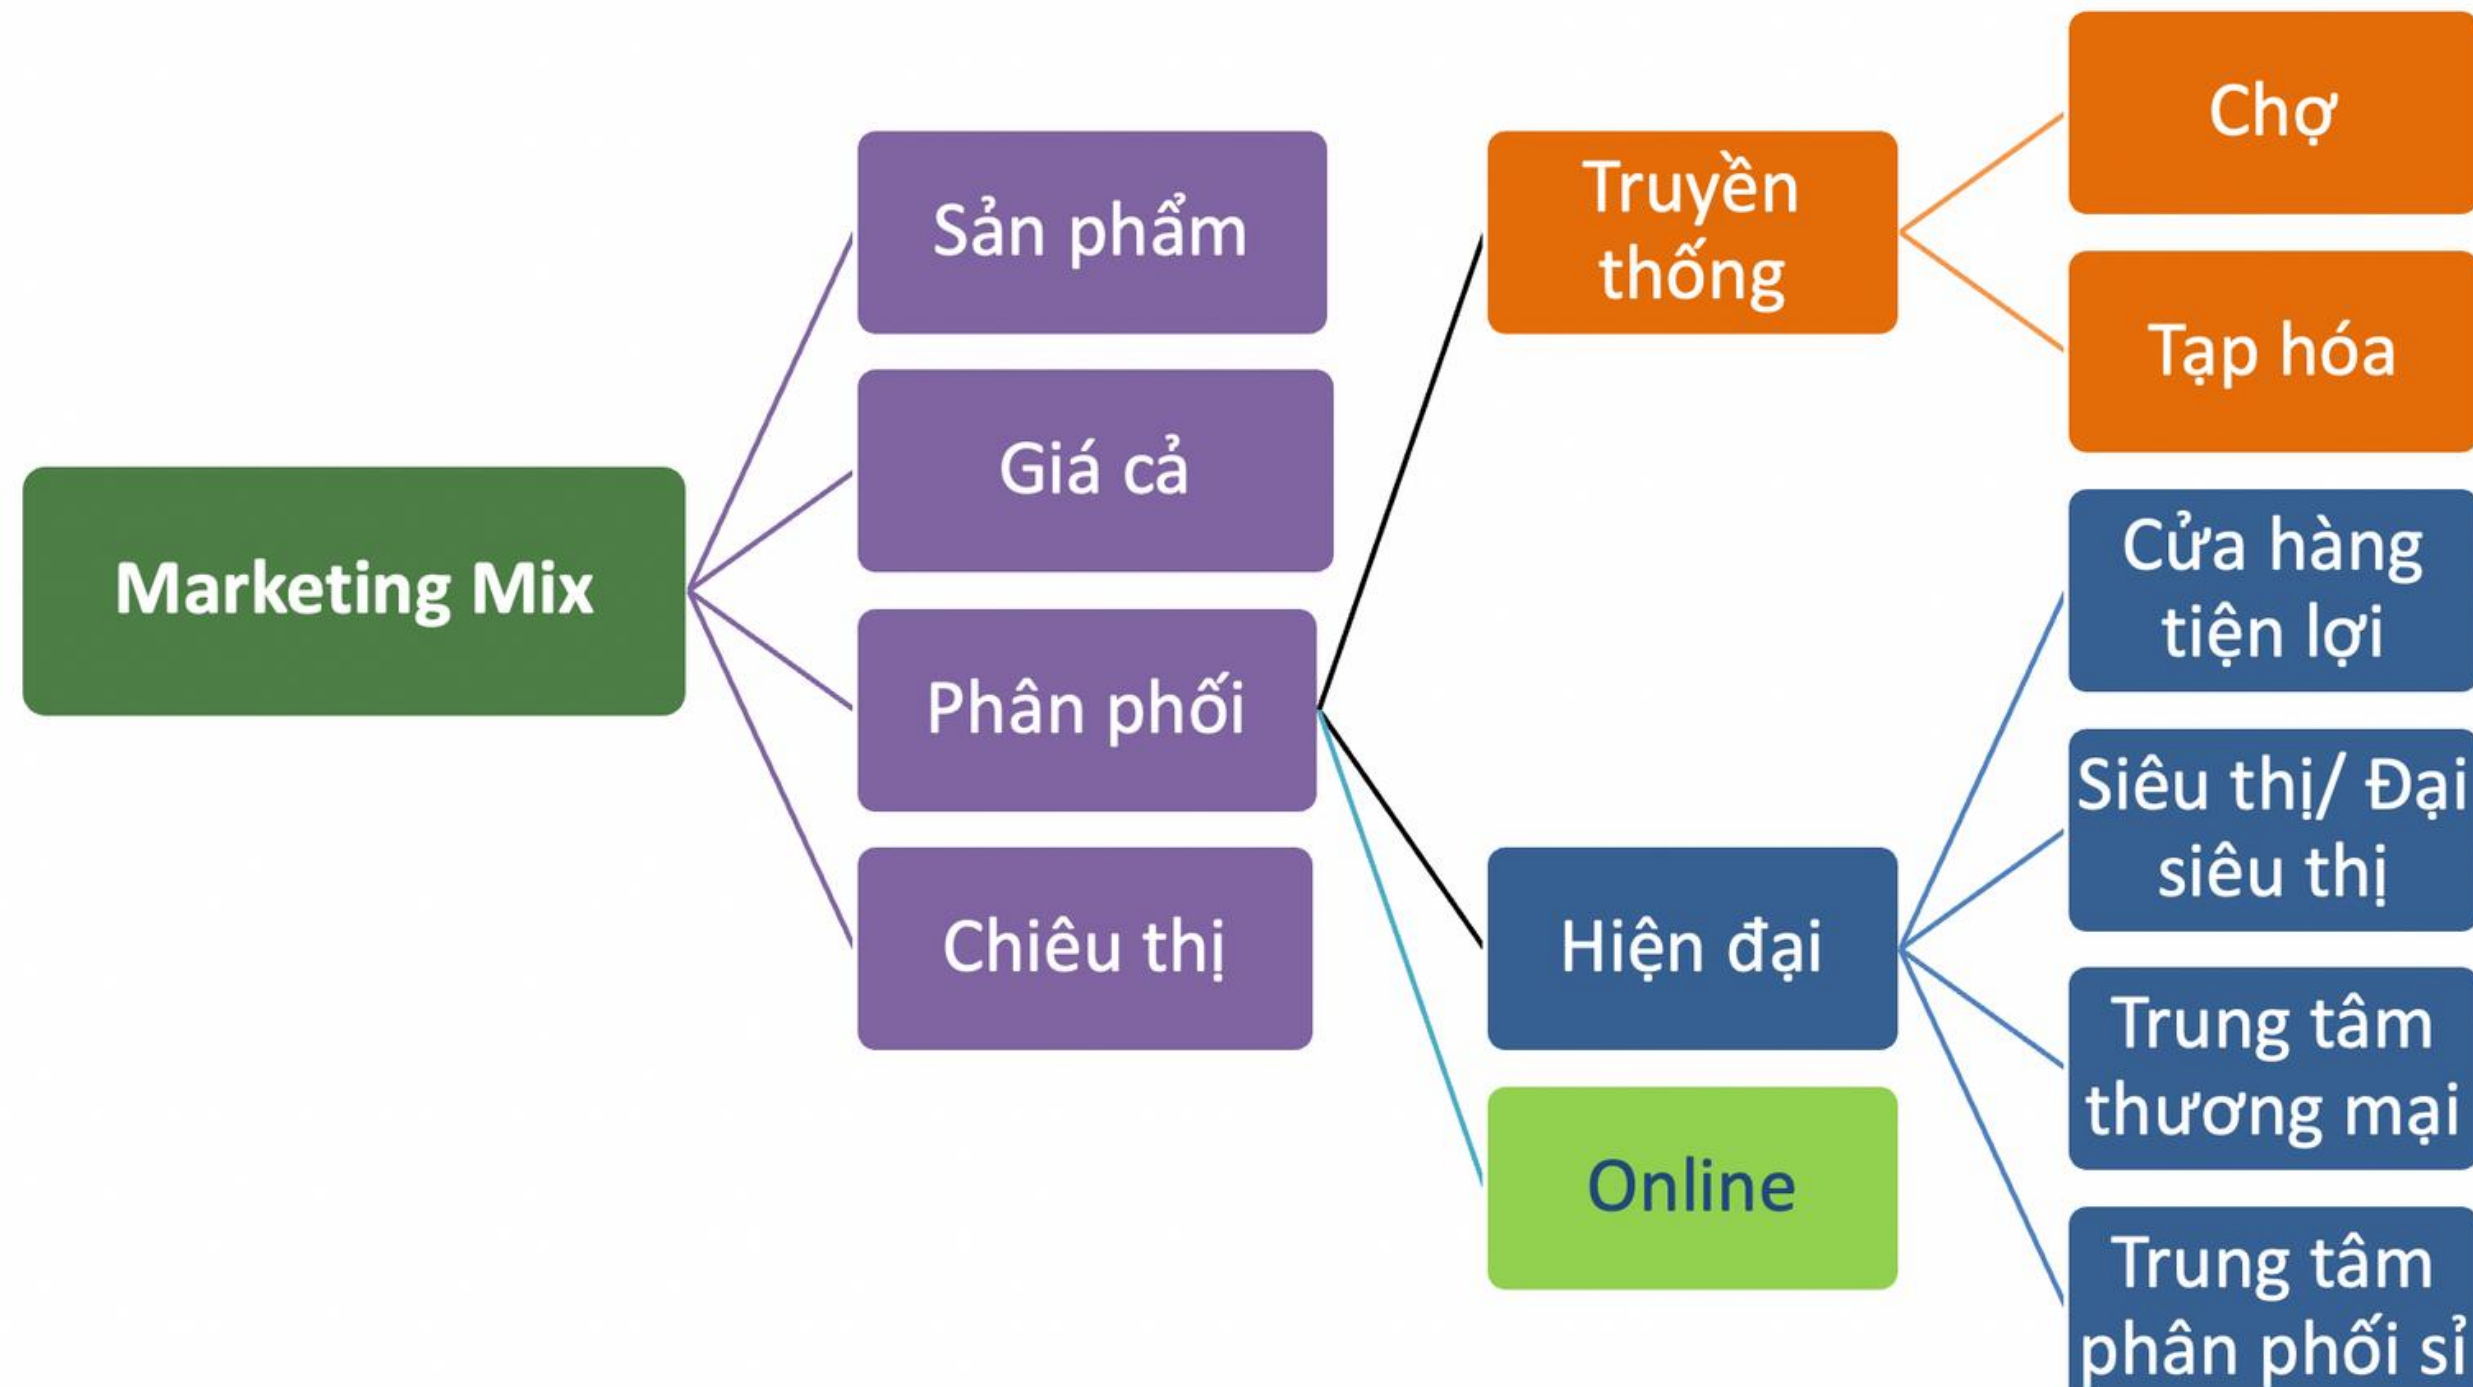 Marketing Mix
Sản phẩm
Giá cả
Phân phối
Chiêu thị
Truyền
thống
Hiện đại
Online
Chợ
Tạp hóa
Cửa hàng
tiện lợi
Siêu thị/ Đại
siêu thị
Trung tâm
thương mại
Trung tâm
phân phối sỉ